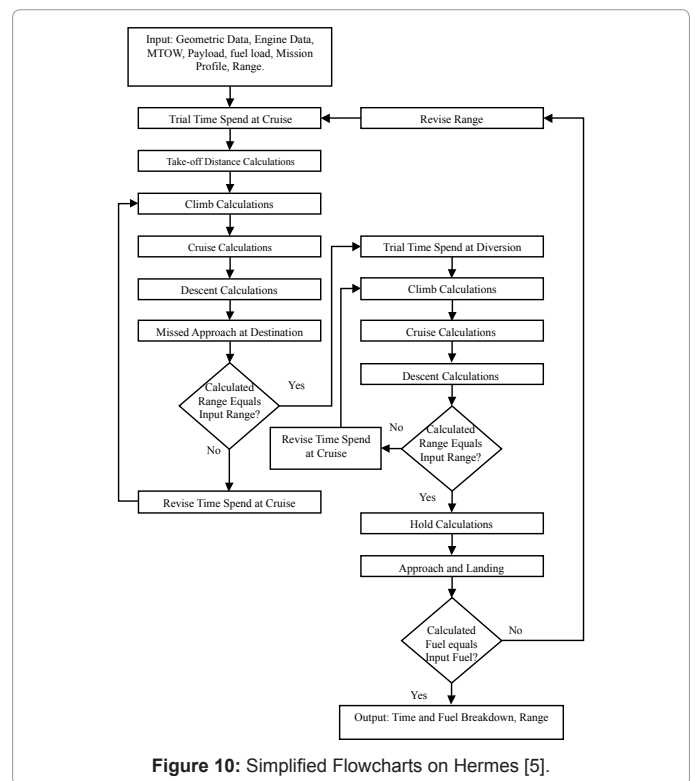 Input: Geometric Data, Engine Data,
MTOW, Payload, fuel load, Mission
Profile, Range.
Trial Time Spend at Cruise
Revise Range
Take-off Distance Calculations
Climb Calculations
Cruise Calculations
Descent Calculations
Missed Approach at Destination
Calculated
Range Equals
Input Range?
Yes
No
Revise Time Spend at Cruise
Trial Time Spend at Diversion
Climb Calculations
Cruise Calculations
Descent Calculations
Calculated
Range Equals
Input Range?
No
Revise Time Spend
at Cruise
Yes
Hold Calculations
Approach and Landing
Calculated
Fuel equals
Input Fuel?
No
Yes
Output: Time and Fuel Breakdown, Range
Figure 10: Simplified Flowcharts on Hermes [5].